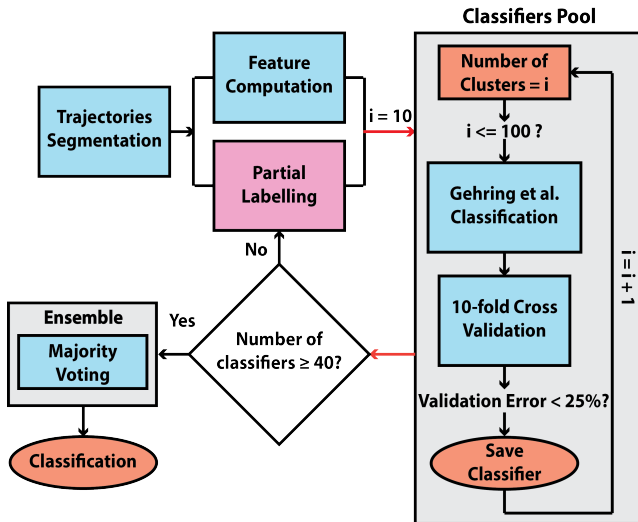 Classifiers Pool
Feature
Computation
Trajectories
Segmentation
Partial
Labelling
i = 10
Number of
Clusters = i
i <= 100 ?
Gehring et al.
Classification
10-fold Cross
Validation
Validation Error < 25%?
Save
Classifier
i = i + 1
Number of
classifiers ≥ 40?
No
Yes
Ensemble
Majority
Voting
Classification